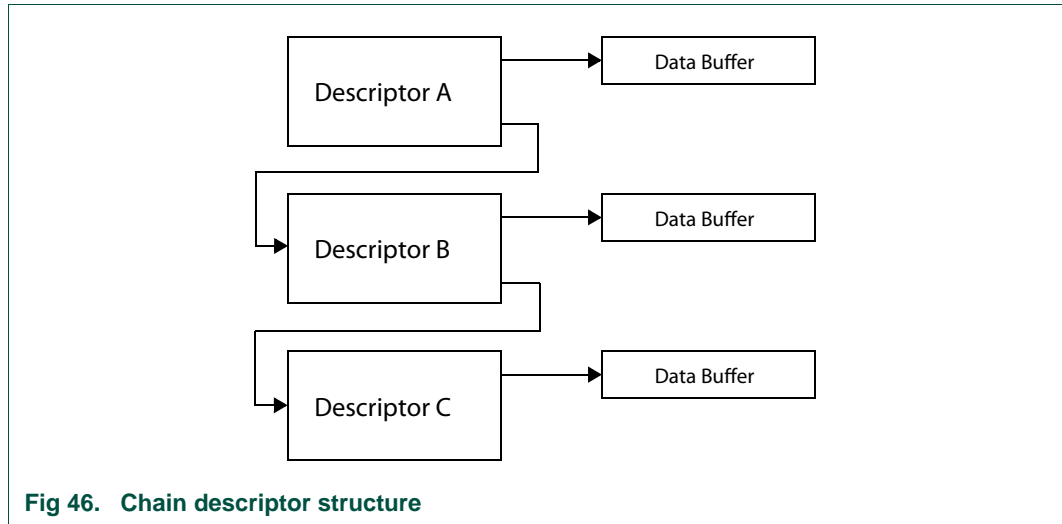 Descriptor A
Data Buffer
Descriptor B
Data Buffer
Descriptor C
Data Buffer
Fig 46. Chain descriptor structure